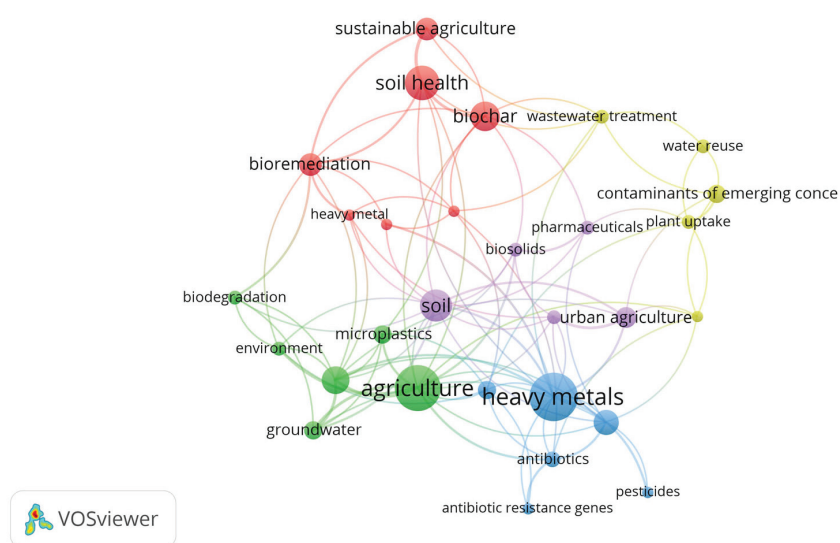 sustainable agriculture
soil health
biochar
wastewater treatment
water reuse
bioremediation
contaminants of emerging conce
heavy metal
plant uptake
pharmaceuticals
biosolids
biodegradation
soil
urban agriculture
microplastics
environment
agriculture
heavy metals
groundwater
antibiotics
pesticides
antibiotic resistance genes
VOSviewer